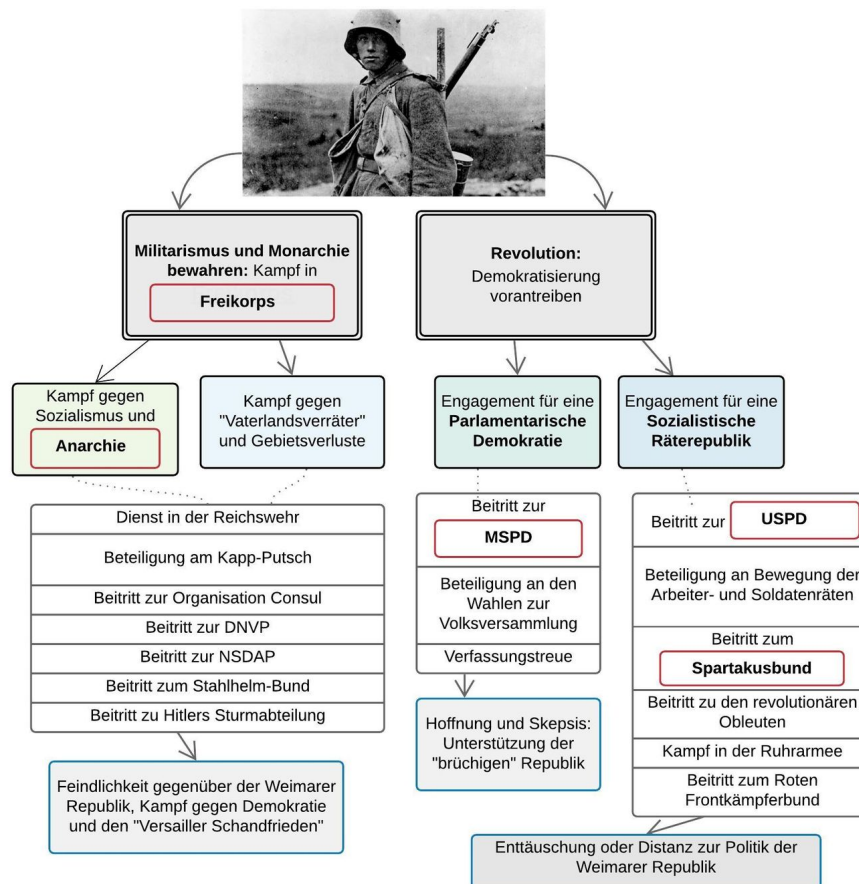 Militarismus und Monarchie
bewahren: Kampf in
Freikorps
Revolution:
Demokratisierung
vorantreiben
Kampf gegen
Sozialismus und
Anarchie
Kampf gegen
"Vaterlandsverräter"
und Gebietsverluste
Engagement für eine
Parlamentarische
Demokratie
Engagement für eine
Sozialistische
Räterepublik
Dienst in der Reichswehr
Beteiligung am Kapp-Putsch
Beitritt zur Organisation Consul
Beitritt zur DNVP
Beitritt zur NSDAP
Beitritt zum Stahlhelm-Bund
Beitritt zu Hitlers Sturmabteilung
Feindlichkeit gegenüber der Weimarer
Republik, Kampf gegen Demokratie
und den "Versailler Schandfrieden"
Beitritt zur
MSPD
Beteiligung an den
Wahlen zur
Volksversammlung
Verfassungstreue
Hoffnung und Skepsis:
Unterstützung der
"brüchigen" Republik
Beitritt zur USPD
Beteiligung an Bewegung der
Arbeiter- und Soldatenräten
Beitritt zum
Spartakusbund
Beitritt zu den revolutionären
Obleuten
Kampf in der Ruhrarmee
Beitritt zum Roten
Frontkämpferbund
Enttäuschung oder Distanz zur Politik der
Weimarer Republik